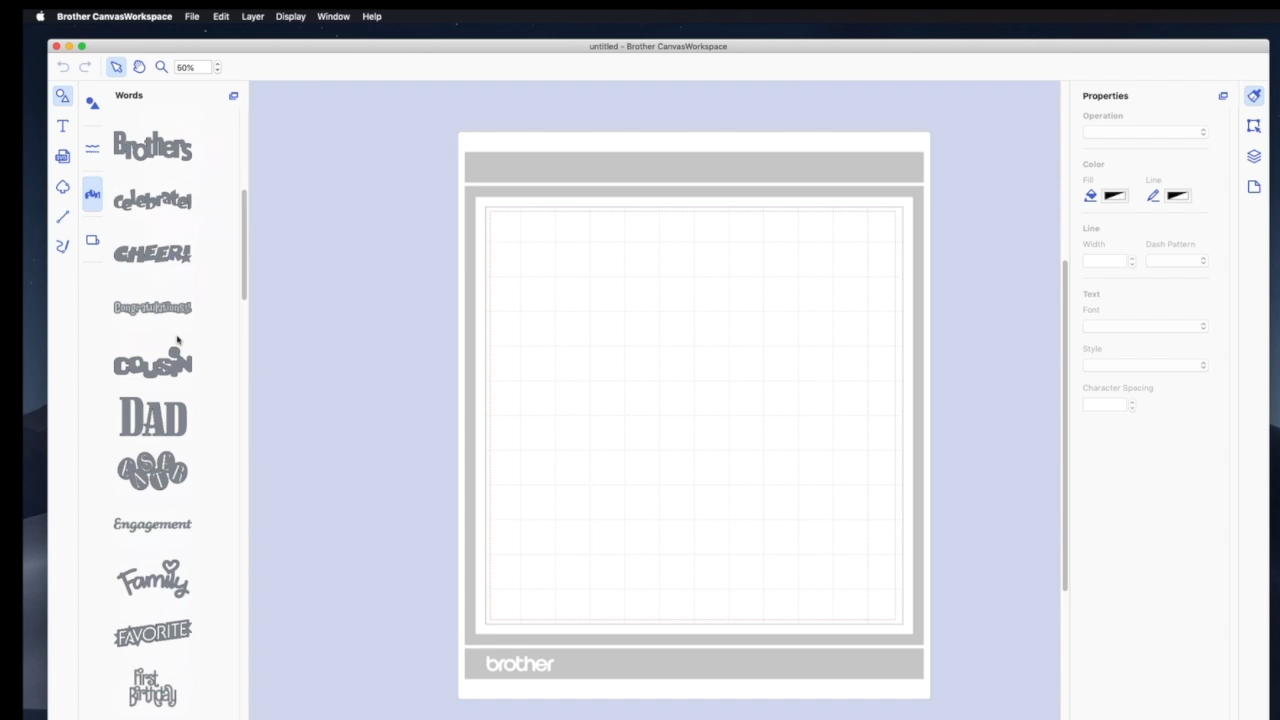 Brother CanvasWorkspace File Edit Layer Display Window Help
untitled - Brother CanvasWorkspace
50%
Words
Brothers
Celebrate!
CHEER!
Congratulations!
COUSIN
DAD
EASTER
Engagement
Family
FAVORITE
First
Birthday
fun!
brother
Properties
Operation
Color
Fill Line
Line
Width Dash Pattern
Text
Font
Style
Character Spacing